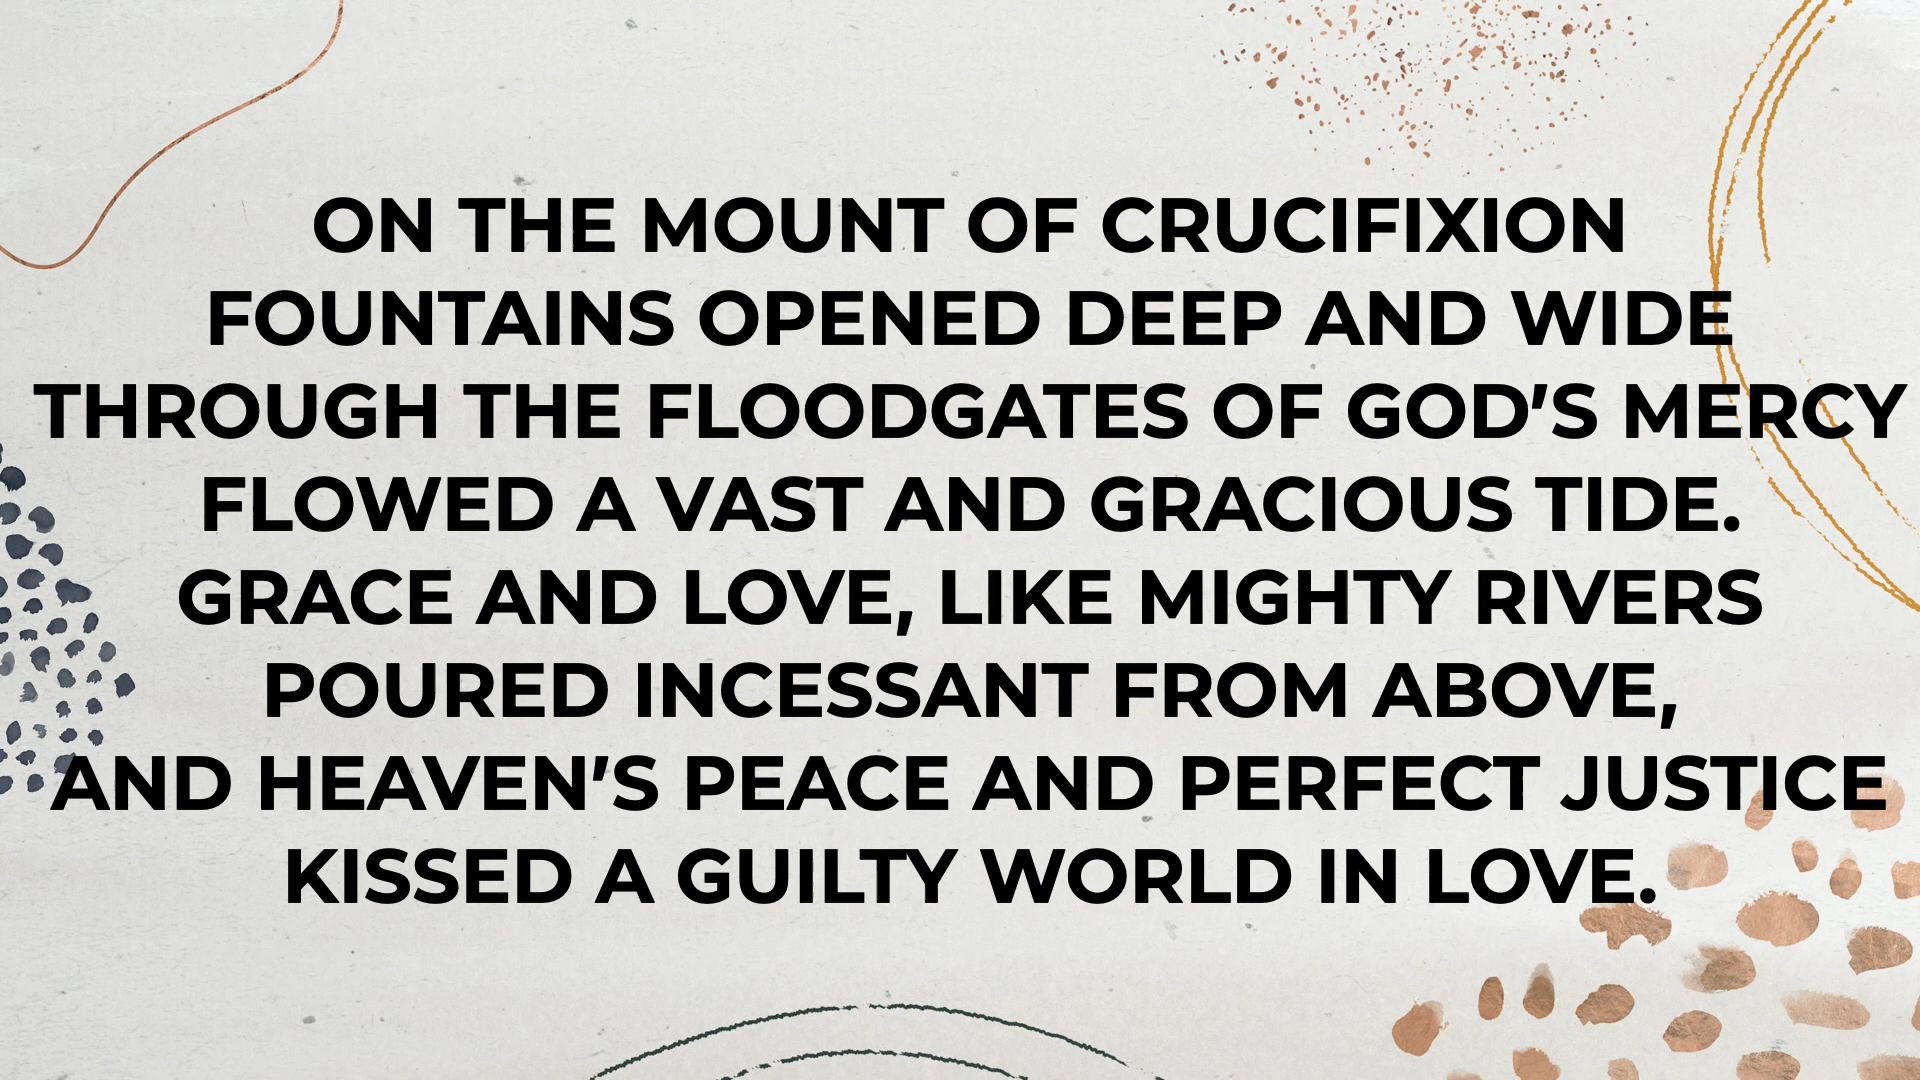 ON THE MOUNT OF CRUCIFIXION
FOUNTAINS OPENED DEEP AND WIDE
THROUGH THE FLOODGATES OF GOD’S MERCY
FLOWED A VAST AND GRACIOUS TIDE.
GRACE AND LOVE, LIKE MIGHTY RIVERS
POURED INCESSANT FROM ABOVE,
AND HEAVEN’S PEACE AND PERFECT JUSTICE
KISSED A GUILTY WORLD IN LOVE.